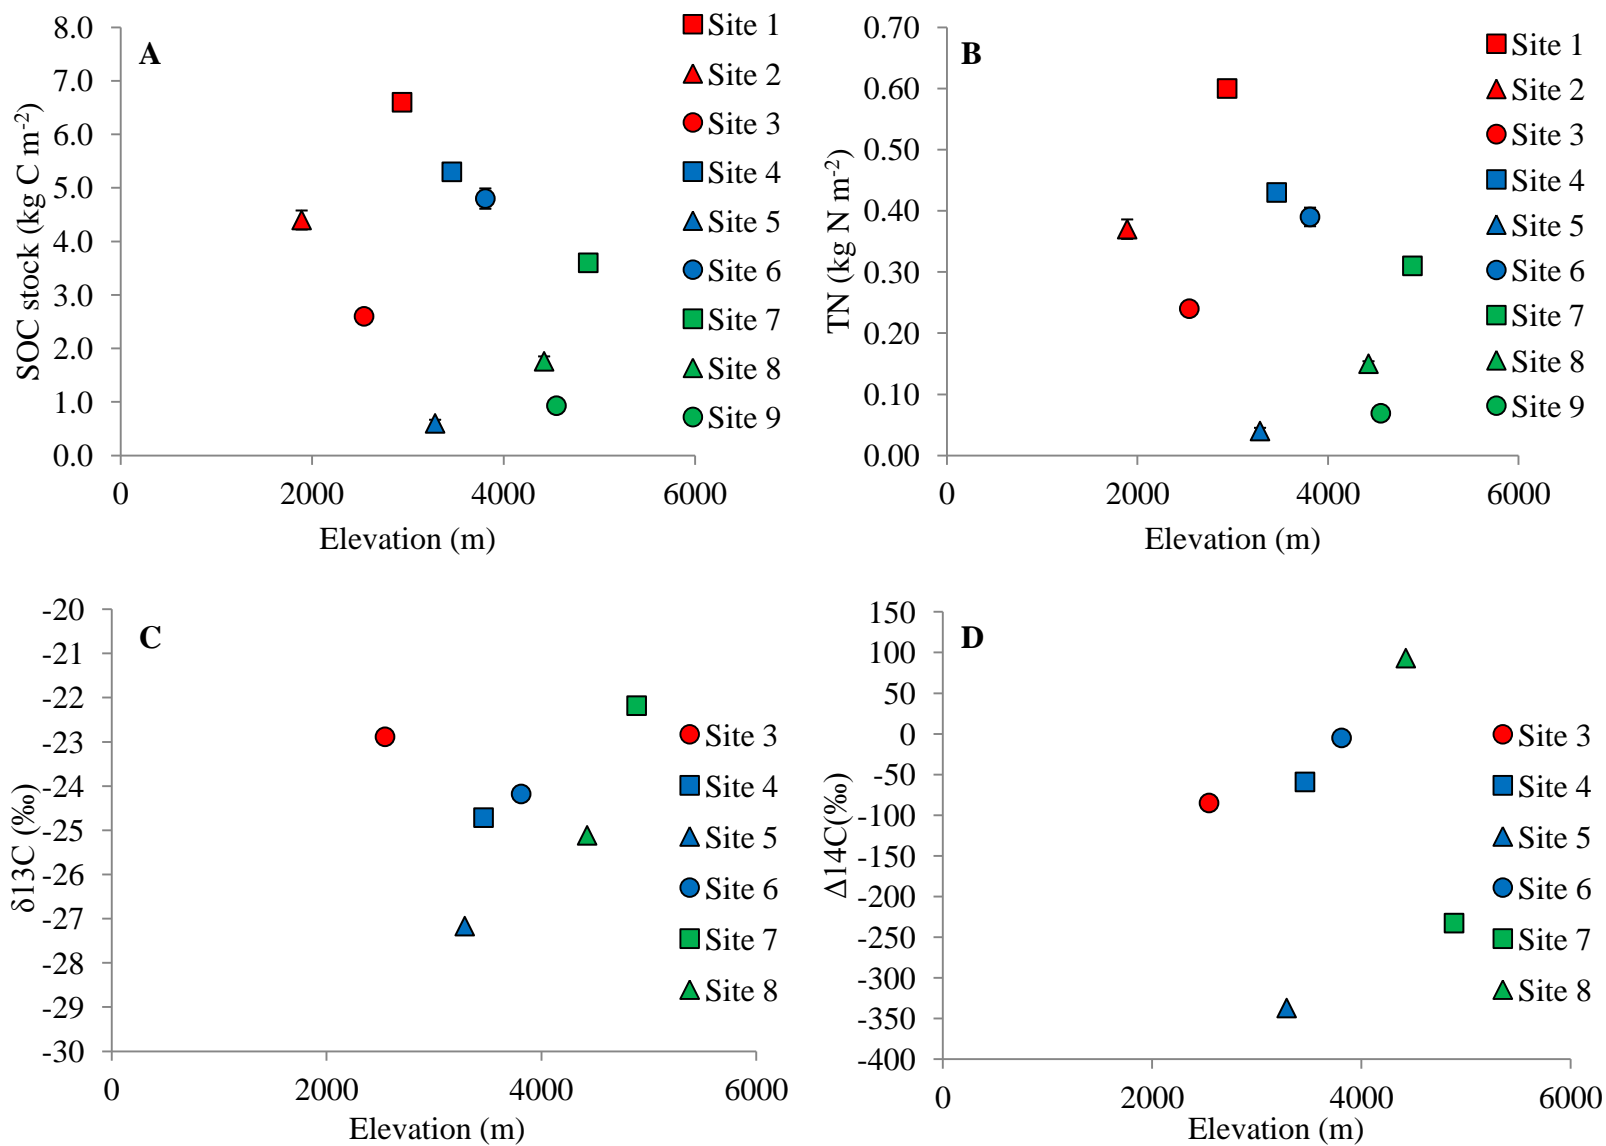 A
SOC stock (kg C m-2)
8.0
7.0
6.0
5.0
4.0
3.0
2.0
1.0
0.0
0 2000 4000 6000
Elevation (m)
Site 1
Site 2
Site 3
Site 4
Site 5
Site 6
Site 7
Site 8
Site 9
B
TN (kg N m-2)
0.70
0.60
0.50
0.40
0.30
0.20
0.10
0.00
0 2000 4000 6000
Elevation (m)
Site 1
Site 2
Site 3
Site 4
Site 5
Site 6
Site 7
Site 8
Site 9
C
δ13C (‰)
-20
-21
-22
-23
-24
-25
-26
-27
-28
-29
-30
0 2000 4000 6000
Elevation (m)
Site 3
Site 4
Site 5
Site 6
Site 7
Site 8
D
Δ14C(‰)
150
100
50
0
-50
-100
-150
-200
-250
-300
-350
-400
0 2000 4000 6000
Elevation (m)
Site 3
Site 4
Site 5
Site 6
Site 7
Site 8